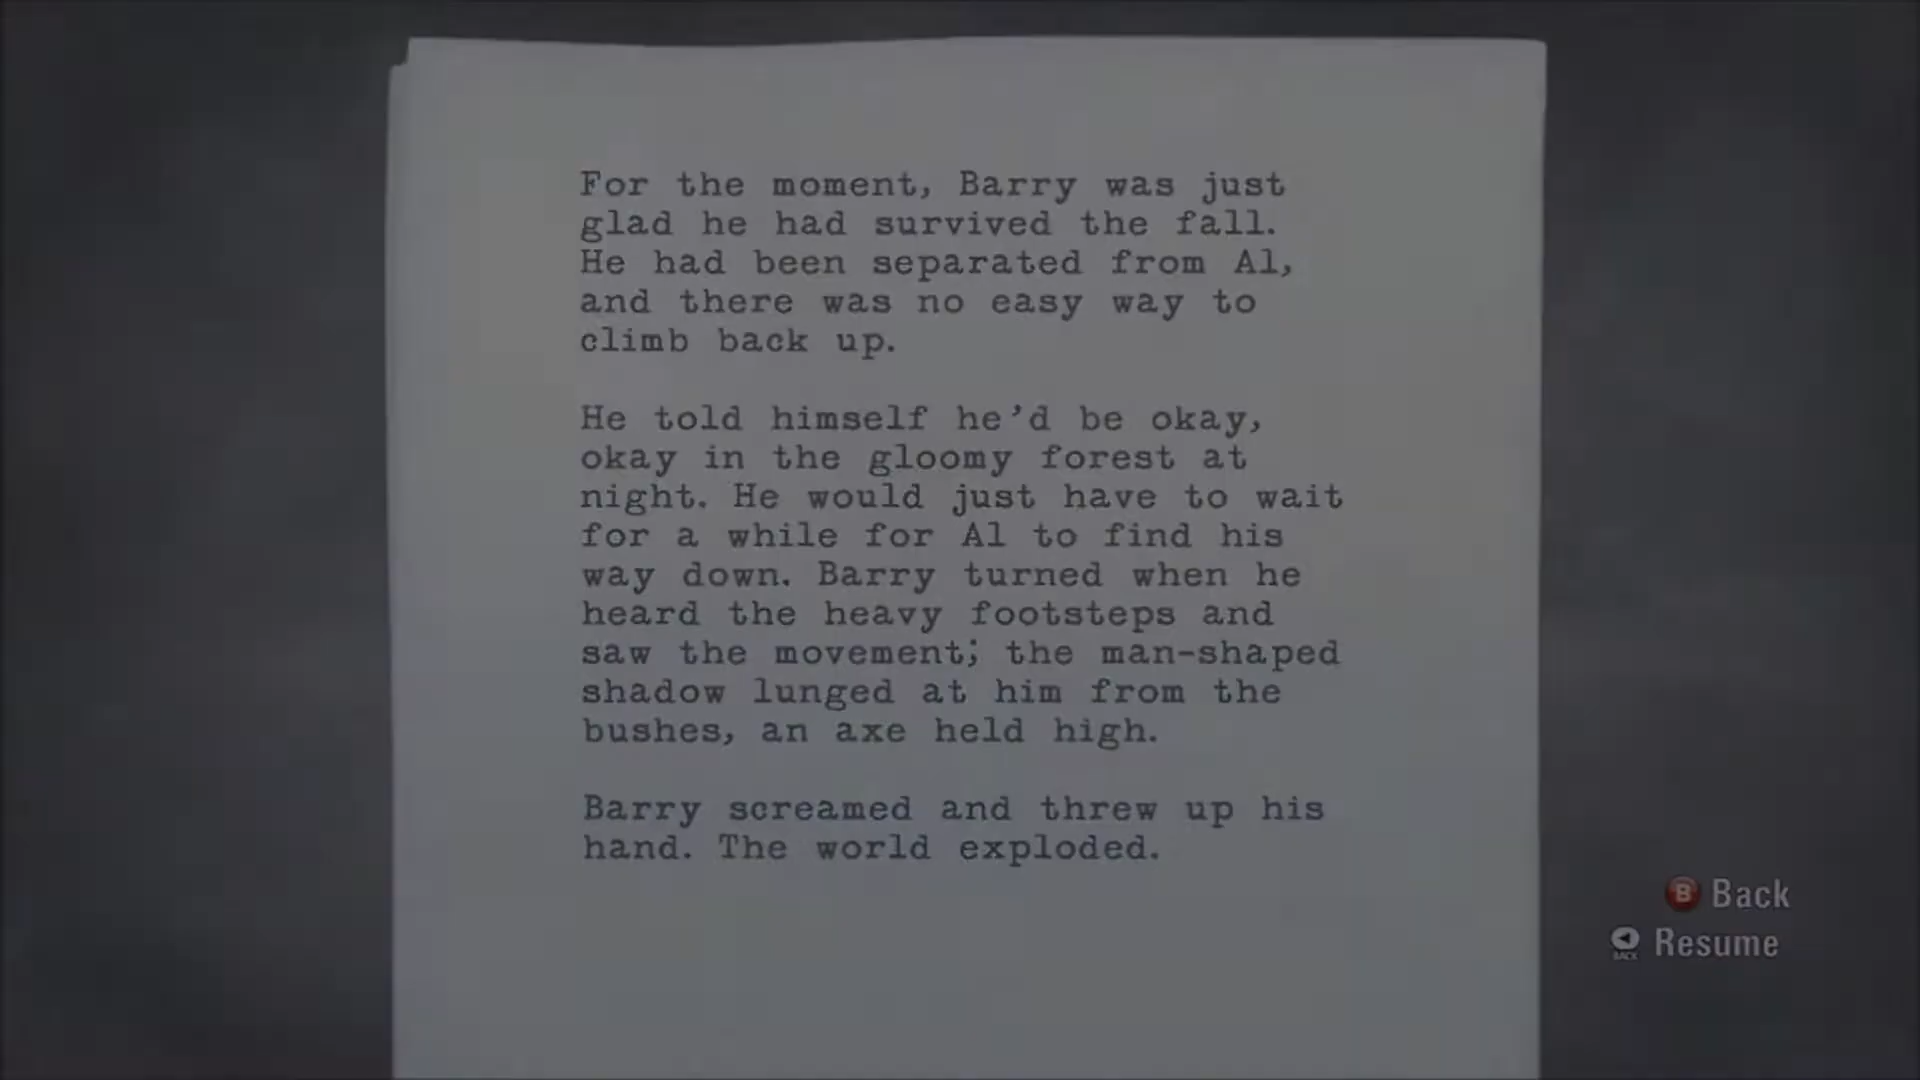 For the moment, Barry was just
glad he had survived the fall.
He had been separated from Al,
and there was no easy way to
climb back up.
He told himself he'd be okay,
okay in the gloomy forest at
night. He would just have to wait
for a while for Al to find his
way down. Barry turned when he
heard the heavy footsteps and
saw the movement; the man-shaped
shadow lunged at him from the
bushes, an axe held high.
Barry screamed and threw up his
hand. The world exploded.
B Back
BACK Resume